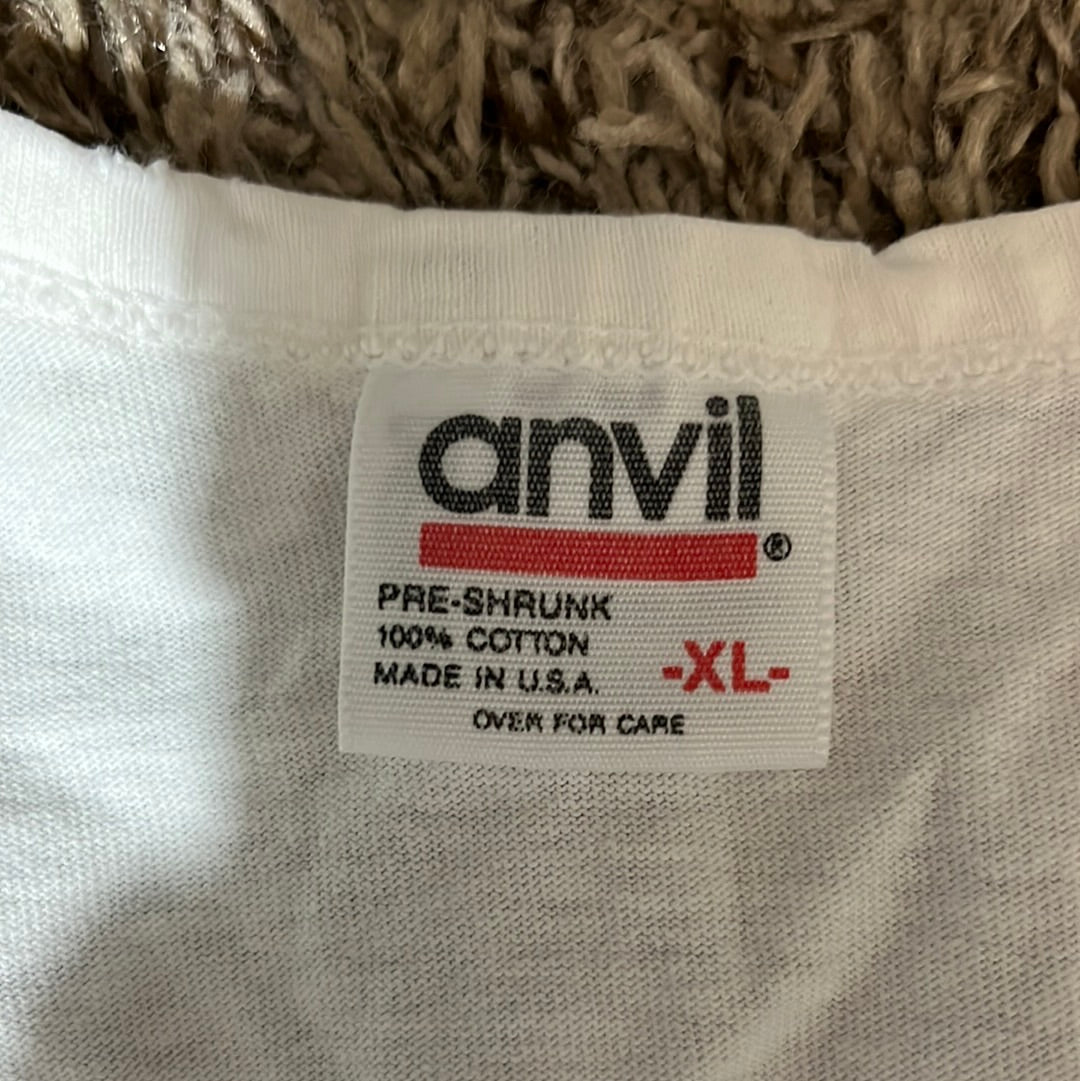 anvil®
PRE-SHRUNK
100% COTTON
MADE IN U.S.A.
-XL-
OVER FOR CARE